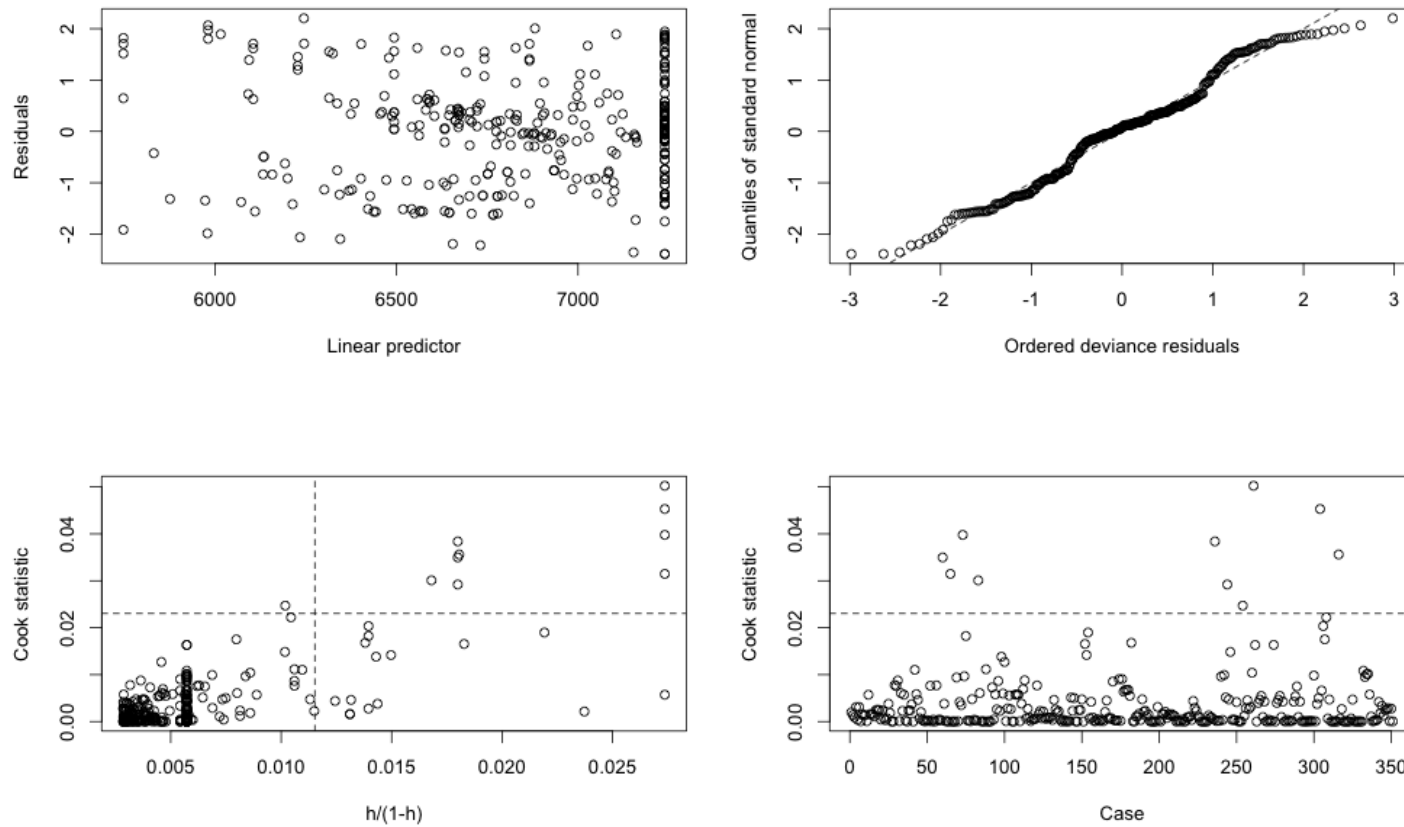 Residuals
-2 -1 0 1 2
6000 6500 7000
Linear predictor
Quantiles of standard normal
-2 -1 0 1 2
-3 -2 -1 0 1 2 3
Ordered deviance residuals
Cook statistic
0.00 0.02 0.04
0.005 0.010 0.015 0.020 0.025
h/(1-h)
Cook statistic
0.00 0.02 0.04
0 50 100 150 200 250 300 350
Case